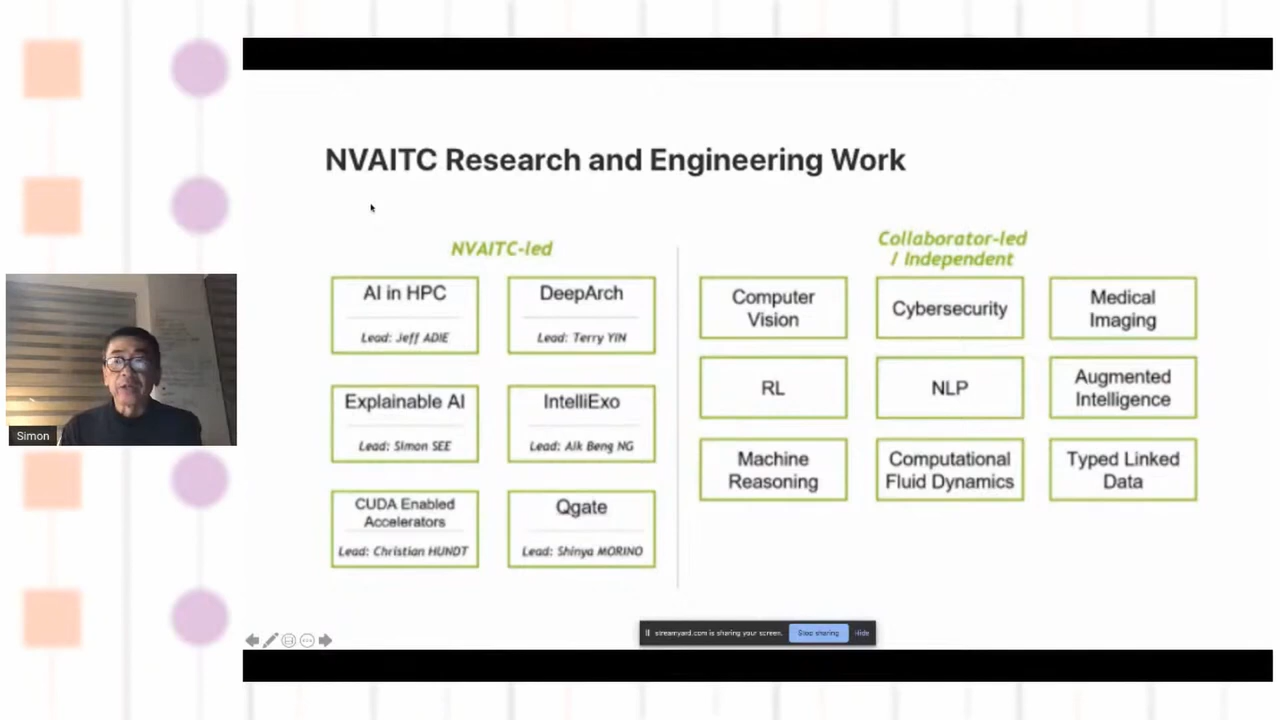 NVAITC Research and Engineering Work
NVAITC-led
AI in HPC
Lead: Jeff ADIE
DeepArch
Lead: Terry YIN
Explainable AI
Lead: Simon SEE
IntelliExo
Lead: Aik Beng NG
CUDA Enabled
Accelerators
Lead: Christian HUNDT
Qgate
Lead: Shinya MORINO
Collaborator-led
/ Independent
Computer
Vision
Cybersecurity
Medical
Imaging
RL
NLP
Augmented
Intelligence
Machine
Reasoning
Computational
Fluid Dynamics
Typed Linked
Data
Simon
streamyard.com is sharing your screen.
Stop sharing
Hide